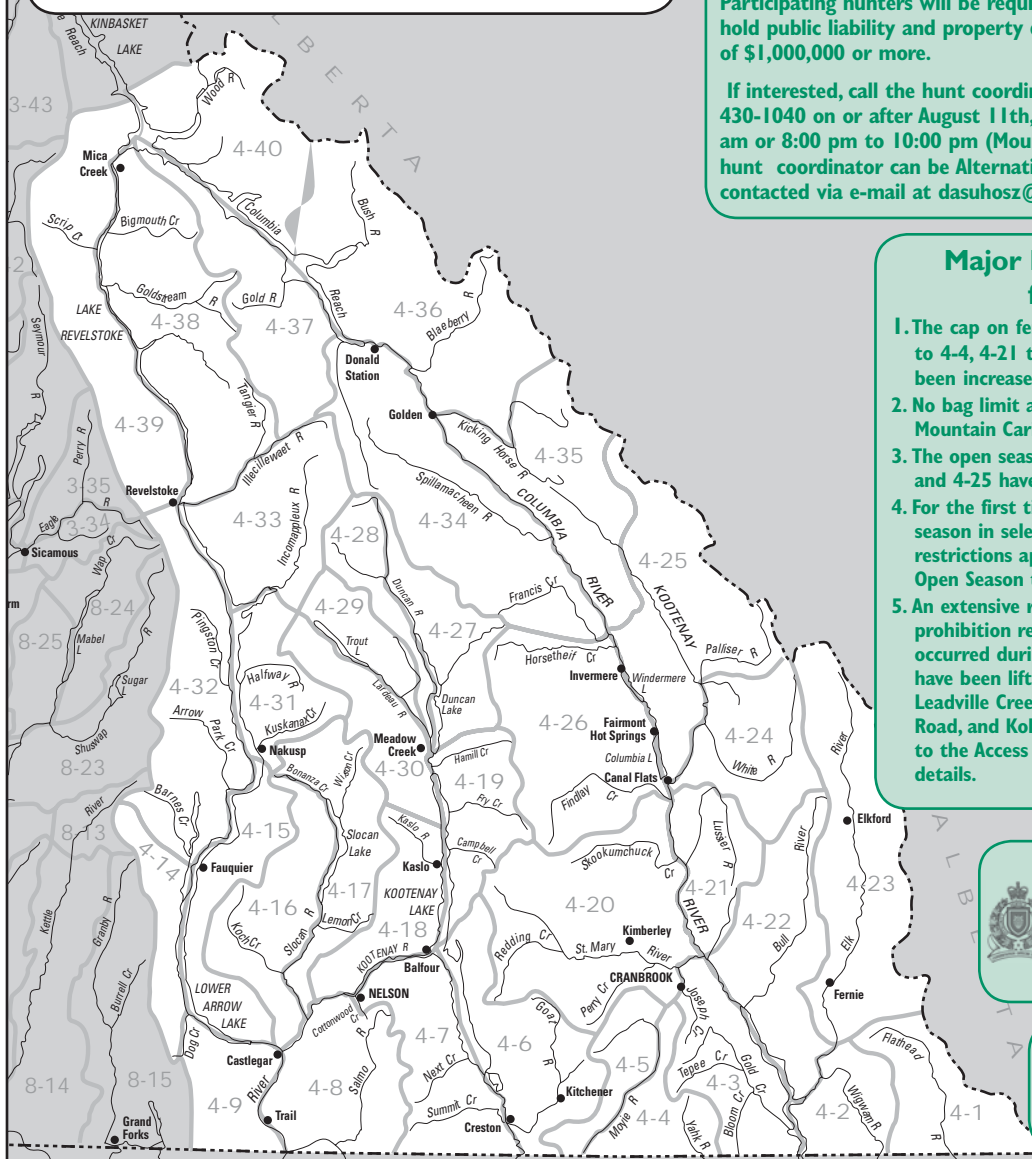 Participating hunters will be requi
hold public liability and property
of $1,000,000 or more.
If interested, call the hunt coordin
430-1040 on or after August 11th,
am or 8:00 pm to 10:00 pm (Mou
hunt coordinator can be Alternati
contacted via e-mail at dasuhosz@
Major
1. The cap on fe
to 4-4, 4-21 t
been increase
2. No bag limit a
Mountain Car
3. The open seas
and 4-25 have
4. For the first t
season in sele
restrictions ap
Open Season
5. An extensive r
prohibition re
occurred duri
have been lift
Leadville Cree
Road, and Kol
to the Access
details.
KINBASKET
LAKE
Reach
ALBERTA
3-43
Wood R
4-40
Mica
Creek
Scrip Cr
Bigmouth Cr
Columbia
Reach
Bush R
Goldstream R
Gold R
4-38
4-37
4-36
Blaeberry R
LAKE
REVELSTOKE
Seymour R
Donald
Station
Golden
Tangier R
4-39
Kicking Horse R
4-35
Perry R
3-35
Illecillewaet R
Revelstoke
Spillamacheen R
COLUMBIA
RIVER
Eagle R
3-34
Sicamous
4-33
Incomappleux R
4-28
4-34
4-25
KOOTENAY
Wap Cr
rm
8-24
8-25
Mabel
L
Sugar
L
Shuswap R
8-23
Pingston Cr
4-29
Duncan R
Francis Cr
4-27
Trout
L
Horsethief Cr
Palliser R
4-32
Halfway R
4-31
Lardeau R
Duncan
Lake
Invermere
Windermere
L
Arrow
Park Cr
Kuskanax Cr
Nakusp
Meadow
Creek
4-30
Hamill Cr
4-26
Fairmont
Hot Springs
4-24
White R
River
Bonanza Cr
Wilson Cr
4-19
Columbia L
Canal Flats
Findlay Cr
Fry Cr
River
8-13
Barnes Cr
4-14
4-15
Slocan
Lake
Kaslo R
Campbell
Cr
Kaslo
Skookumchuck
Cr
Lussier R
4-21
River
Elkford
Fauquier
4-17
KOOTENAY
LAKE
4-23
4-16
Koch Cr
Slocan R
Lemon Cr
4-18
4-20
RIVER
4-22
Bull
Elk
Kettle
Granby R
Burrell Cr
KOOTENAY R
Balfour
Redding Cr
St. Mary
River
Kimberley
CRANBROOK
NELSON
LOWER
ARROW
LAKE
Cottonwood
Cr
Perry Cr
Joseph Cr
Fernie
Goat R
Dog Cr
Castlegar
4-7
4-6
Flathead
R
8-14
8-15
River
4-8
Salmo R
Next Cr
4-5
Tepee Cr
Gold Cr
4-3
4-9
Summit Cr
Kitchener
Moyie R
4-4
Yahk R
Bloom Cr
4-2
Wigwam R
4-1
Grand
Forks
Trail
Creston